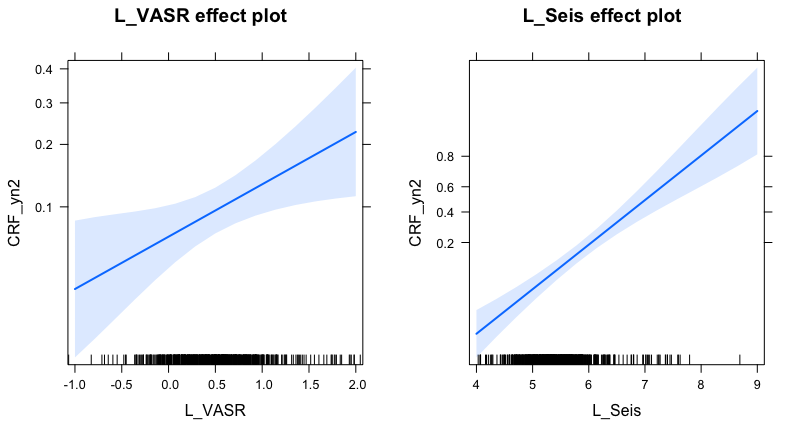 L_VASR effect plot
CRF_yn2
0.4
0.3
0.2
0.1
-1.0 -0.5 0.0 0.5 1.0 1.5 2.0
L_VASR
L_Seis effect plot
CRF_yn2
0.8
0.6
0.4
0.2
4 5 6 7 8 9
L_Seis